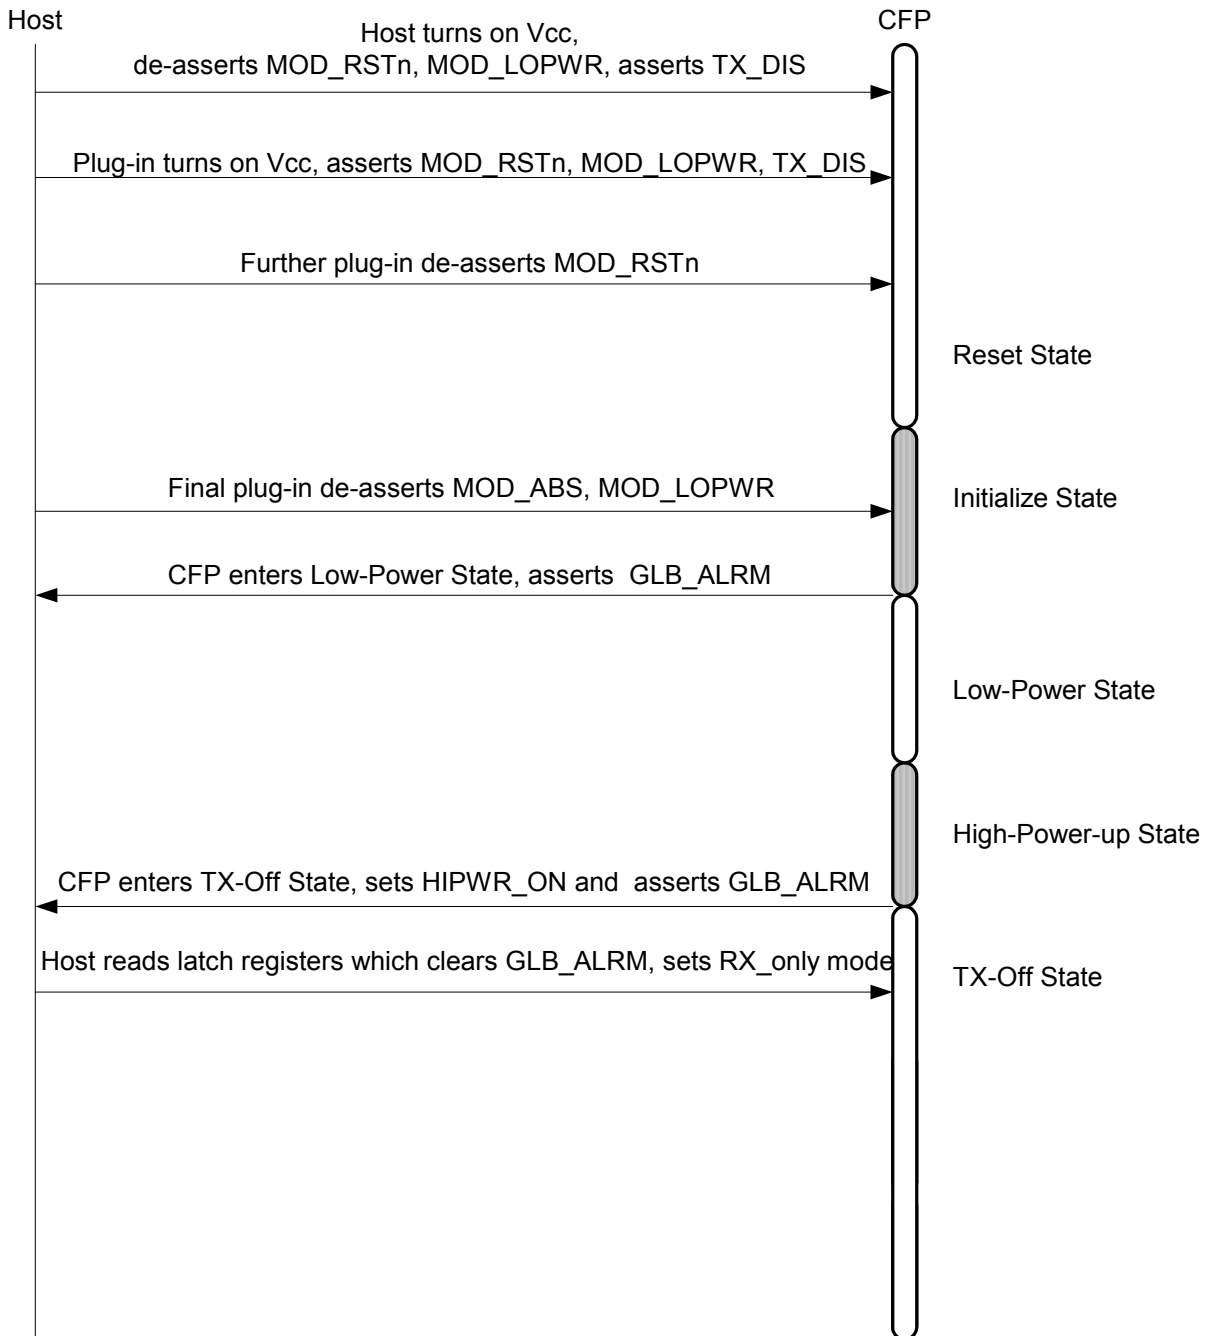 Host
CFP
Host turns on Vcc,
de-asserts MOD_RSTn, MOD_LOPWR, asserts TX_DIS
Plug-in turns on Vcc, asserts MOD_RSTn, MOD_LOPWR, TX_DIS
Further plug-in de-asserts MOD_RSTn
Reset State
Final plug-in de-asserts MOD_ABS, MOD_LOPWR
Initialize State
CFP enters Low-Power State, asserts GLB_ALRM
Low-Power State
High-Power-up State
CFP enters TX-Off State, sets HIPWR_ON and asserts GLB_ALRM
Host reads latch registers which clears GLB_ALRM, sets RX_only mode
TX-Off State